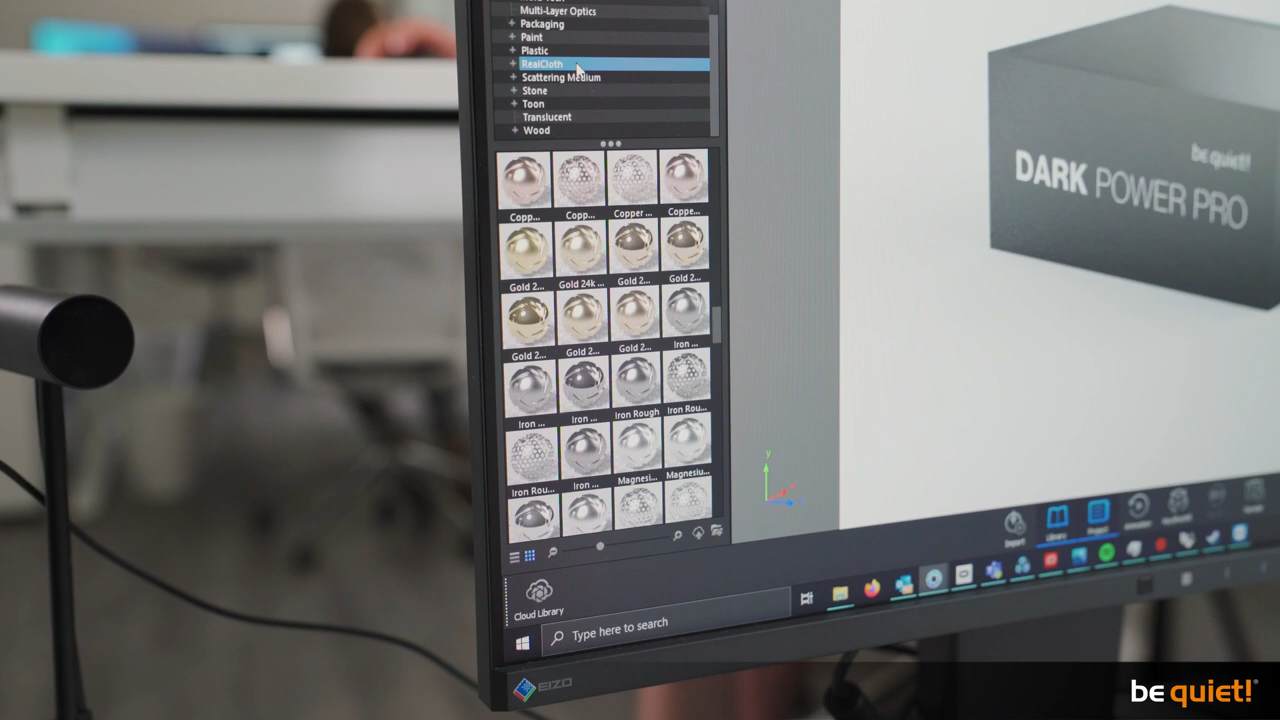 Multi-Layer Optics
Packaging
Paint
Plastic
RealCloth
Scattering Medium
Stone
Toon
Translucent
Wood
Copp... Copp... Copper ... Coppe...
Gold 2... Gold 24k ... Gold 2... Gold 2...
Gold 2... Gold 2... Gold 2... Iron ...
Iron ... Iron ... Iron Rough Iron Rou...
Iron Rou... Iron ... Magnesi... Magnesiu...
be quiet!
DARK POWER PRO
y
Import Library Project
Cloud Library
Type here to search
EIZO
be quiet!